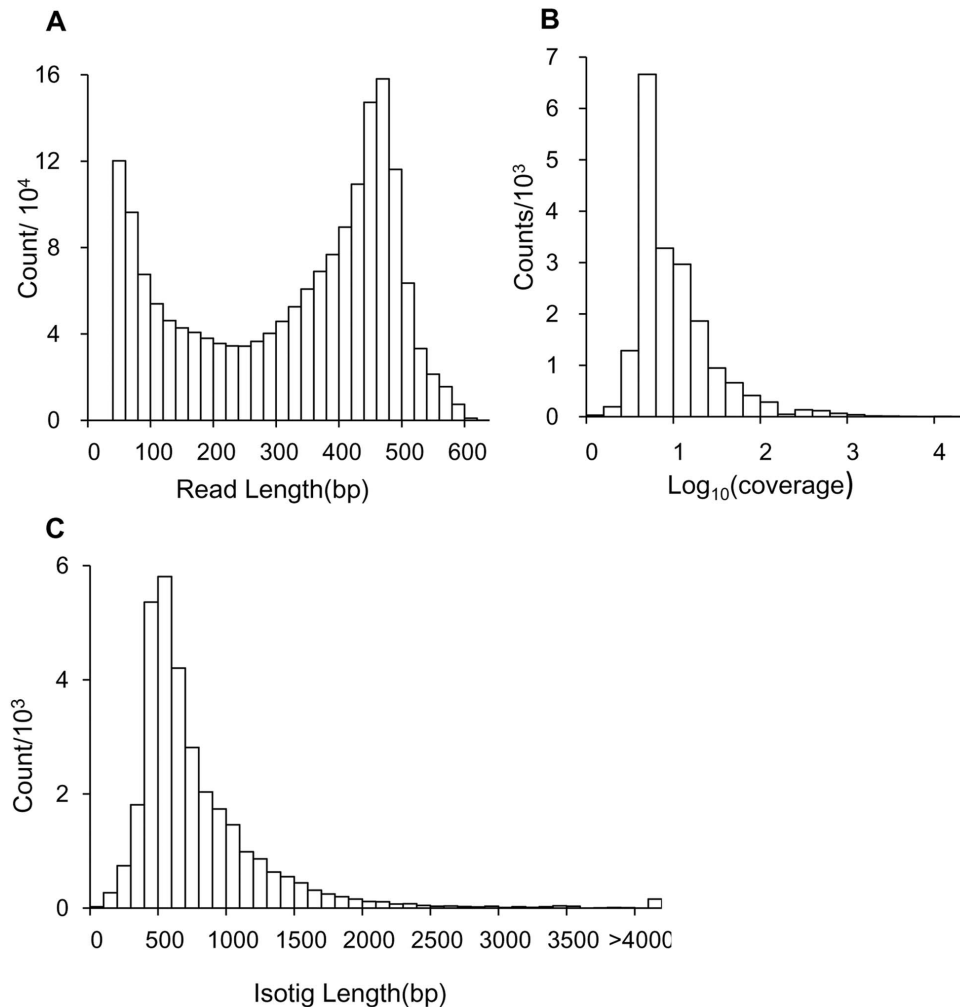 A
16
12
8
4
0
Count/ 10⁴
0 100 200 300 400 500 600
Read Length(bp)
B
7
6
5
4
3
2
1
0
Counts/10³
0 1 2 3 4
Log₁₀(coverage)
C
6
4
2
0
Count/10³
0 500 1000 1500 2000 2500 3000 3500 >4000
Isotig Length(bp)